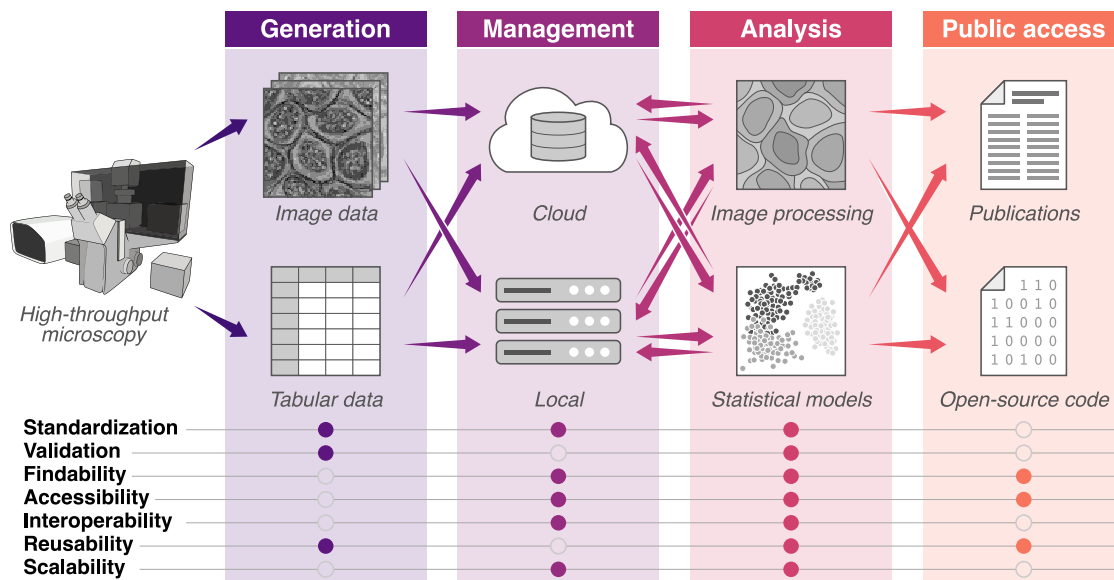 Generation
Management
Analysis
Public access
Image data
Cloud
Image processing
Publications
High-throughput
microscopy
1 1 0
1 0 0 1 0
1 1 0 0 0
1 0 0 0 0
1 0 1 0 0
Tabular data
Local
Statistical models
Open-source code
Standardization
Validation
Findability
Accessibility
Interoperability
Reusability
Scalability